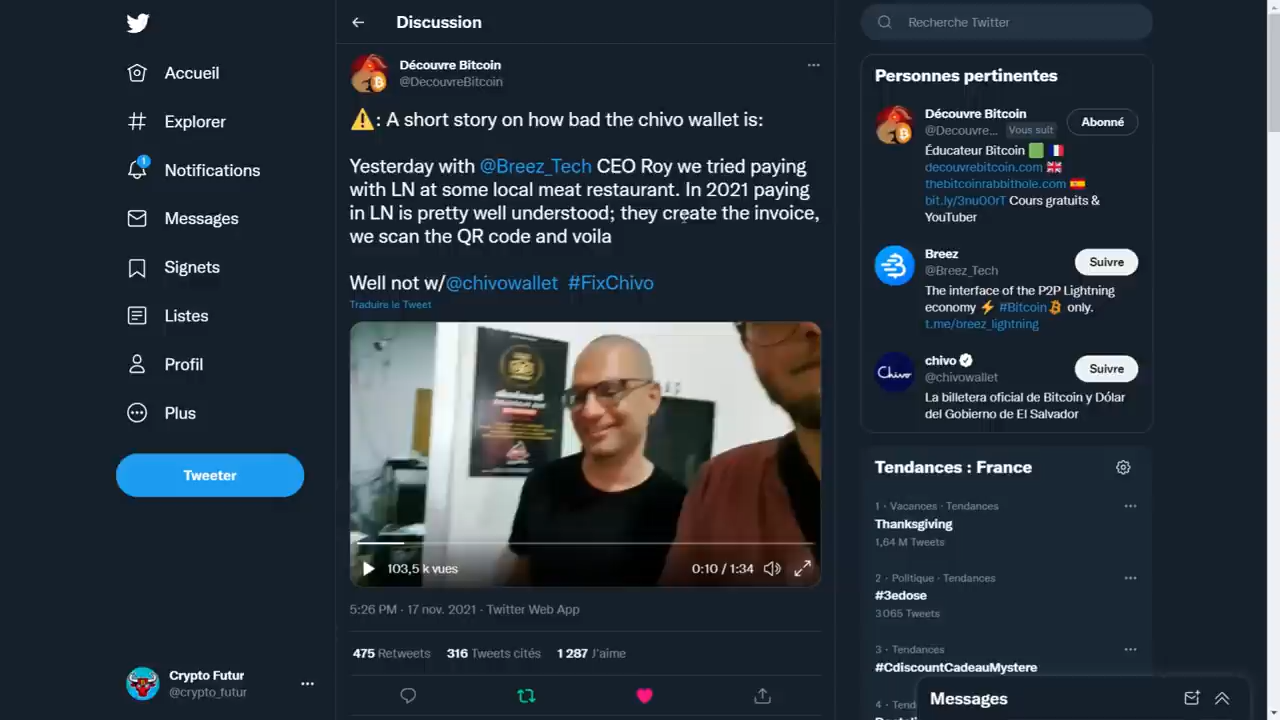 Discussion
Recherche Twitter
Accueil
Explorer
1
Notifications
Messages
Signets
Listes
Profil
Plus
Tweeter
Crypto Futur
@crypto_futur
Découvre Bitcoin
@DecouvreBitcoin
⚠️: A short story on how bad the chivo wallet is:
Yesterday with @Breez_Tech CEO Roy we tried paying
with LN at some local meat restaurant. In 2021 paying
in LN is pretty well understood; they create the invoice,
we scan the QR code and voila
Well not w/@chivowallet #FixChivo
Traduire le Tweet
103,5 k vues
0:10 / 1:34
5:26 PM · 17 nov. 2021 · Twitter Web App
475 Retweets 316 Tweets cités 1 287 J'aime
Personnes pertinentes
Découvre Bitcoin
@Decouvre... Vous suit
Abonné
Éducateur Bitcoin 🟩 🇫🇷
decouvrebitcoin.com 🇬🇧
thebitcoinrabbithole.com 🇪🇸
bit.ly/3nu0OrT Cours gratuits &
YouTuber
Breez
@Breez_Tech
Suivre
The interface of the P2P Lightning
economy ⚡ #Bitcoin only.
t.me/breez_lightning
Chivo
chivo
@chivowallet
Suivre
La billetera oficial de Bitcoin y Dólar
del Gobierno de El Salvador
Tendances : France
1 · Vacances · Tendances
Thanksgiving
1,64 M Tweets
2 · Politique · Tendances
#3edose
3 065 Tweets
3 · Tendances
#CdiscountCadeauMystere
4 · Tend
Messages